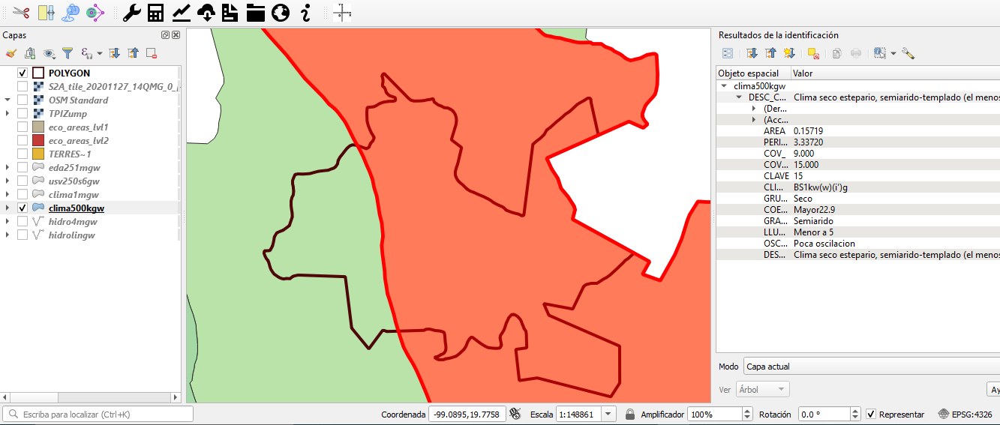 Capas
Resultados de la identificación
POLYGON
S2A_tile_20201127_14QMG_0_
OSM Standard
TPIZump
eco_areas_lvl1
eco_areas_lvl2
TERRES~1
eda251mgw
usv250s6gw
clima1mgw
clima500kgw
hidro4mgw
hidrolingw
Objeto espacial Valor
clima500kgw
DESC_C... Clima seco estepario, semiarido-templado (el menos
(Der...
(Acc...
AREA 0.15719
PERI... 3.33720
COV_ 9.000
COV... 15.000
CLAVE 15
CLI... BS1kw(w)(i')g
GRU... Seco
COE... Mayor22.9
GRA... Semiarido
LLU... Menor a 5
OSC... Poca oscilacion
DES... Clima seco estepario, semiarido-templado (el menos
Modo Capa actual
Ver Árbol Ay
Escriba para localizar (Ctrl+K) Coordenada -99.0895,19.7758 Escala 1:148861 Amplificador 100% Rotación 0.0 ° Representar EPSG:4326